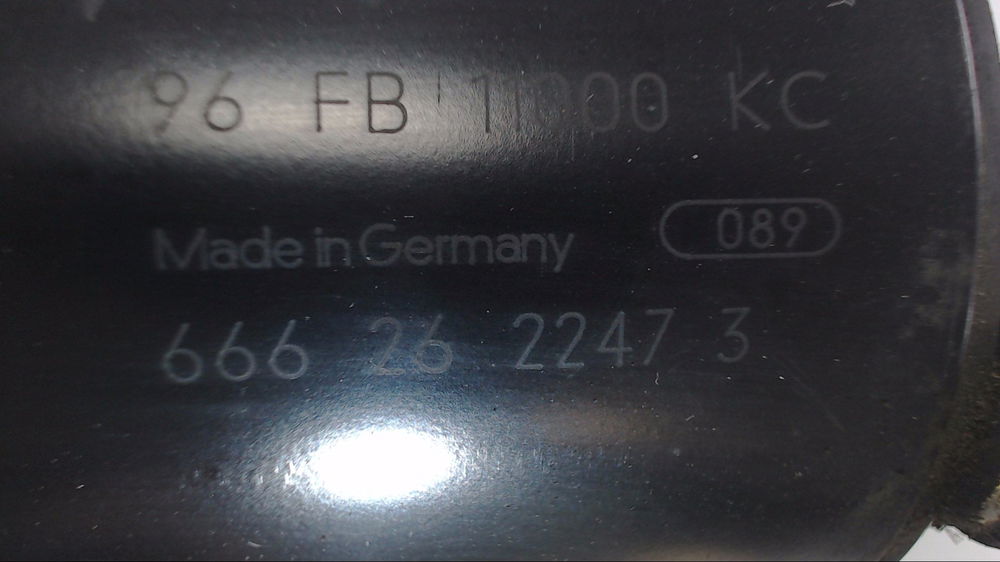 96 FB 11000 KC
Made in Germany 089
666 26 2247 3